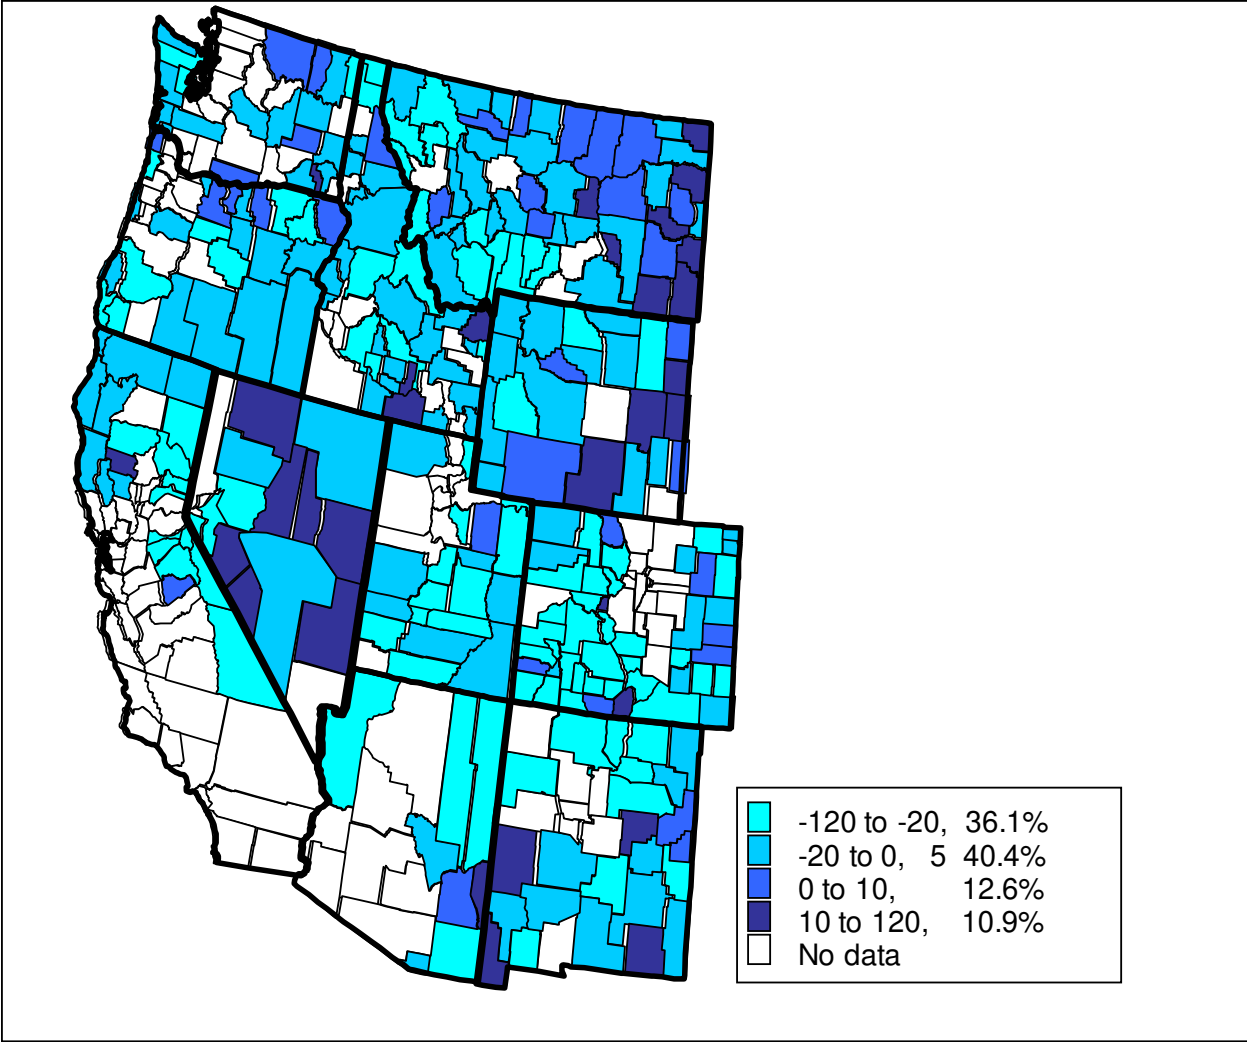 -120 to -20, 36.1%
-20 to 0, 5 40.4%
0 to 10, 12.6%
10 to 120, 10.9%
No data